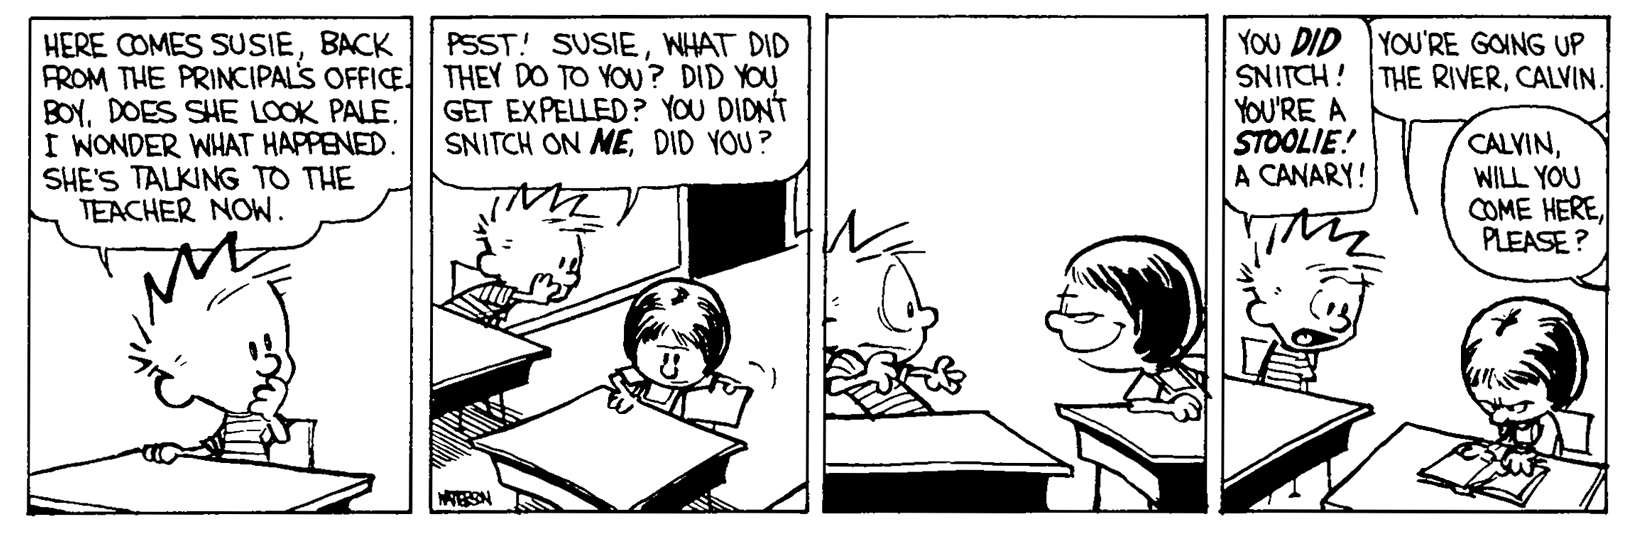 HERE COMES SUSIE, BACK
FROM THE PRINCIPAL'S OFFICE.
BOY, DOES SHE LOOK PALE.
I WONDER WHAT HAPPENED.
SHE'S TALKING TO THE
TEACHER NOW.
PSST! SUSIE, WHAT DID
THEY DO TO YOU? DID YOU
GET EXPELLED? YOU DIDN'T
SNITCH ON ME, DID YOU?
WATTERSON
YOU DID
SNITCH!
YOU'RE A
STOOLIE!
A CANARY!
YOU'RE GOING UP
THE RIVER, CALVIN.
CALVIN,
WILL YOU
COME HERE,
PLEASE?